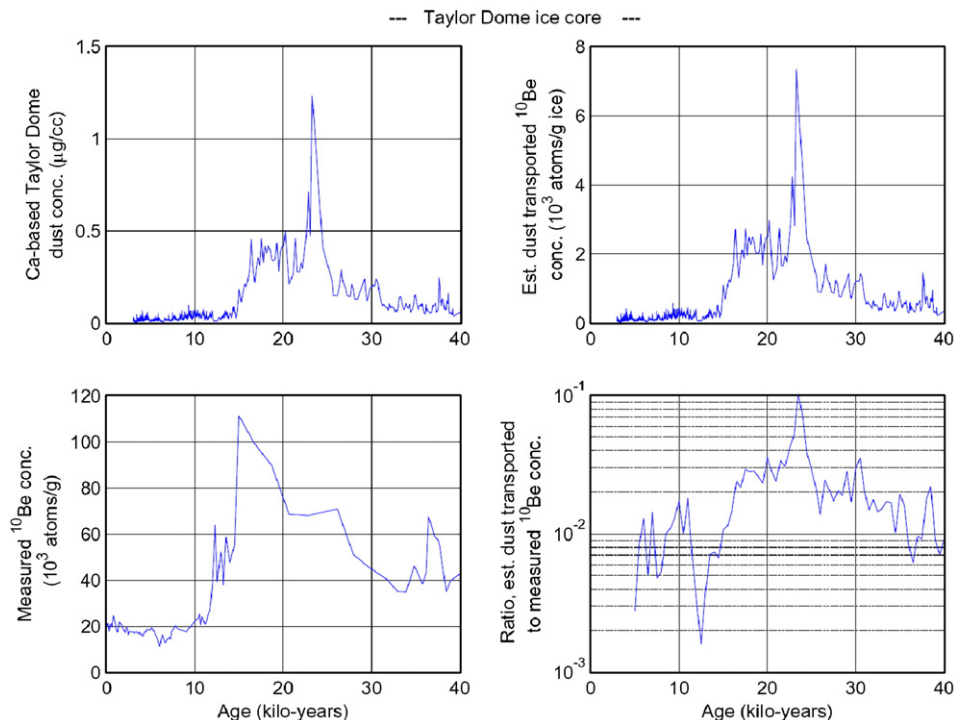 --- Taylor Dome ice core ---
Ca-based Taylor Dome
dust conc. (µg/cc)
1.5
1
0.5
0
0 10 20 30 40
Est. dust transported ¹⁰Be
conc. (10³ atoms/g ice)
8
6
4
2
0
0 10 20 30 40
Measured ¹⁰Be conc.
(10³ atoms/g)
120
100
80
60
40
20
0
0 10 20 30 40
Age (kilo-years)
Ratio, est. dust transported
to measured ¹⁰Be conc.
10⁻¹
10⁻²
10⁻³
0 10 20 30 40
Age (kilo-years)